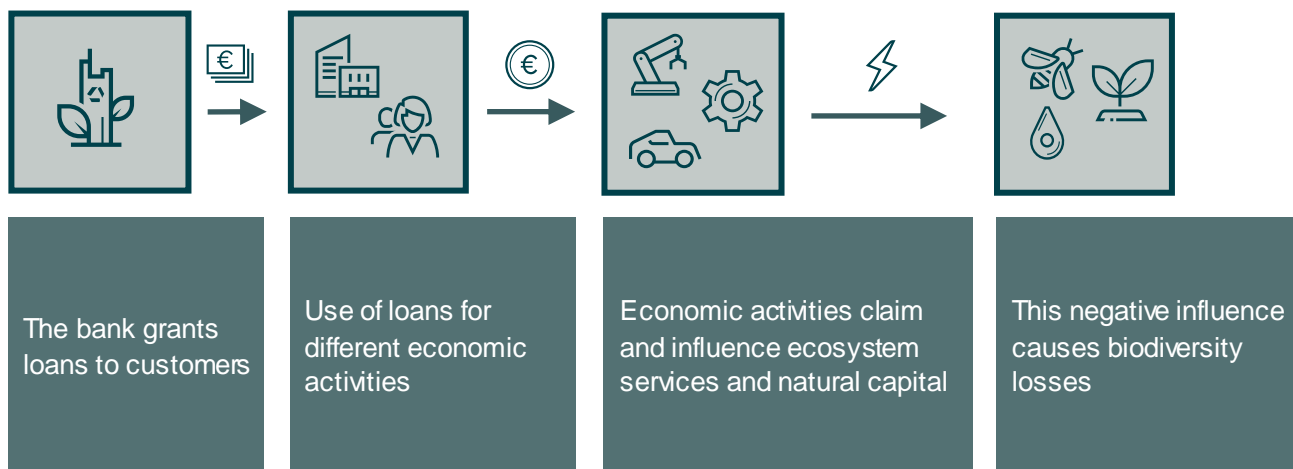 €
€
The bank grants
loans to customers
Use of loans for
different economic
activities
Economic activities claim
and influence ecosystem
services and natural capital
This negative influence
causes biodiversity
losses